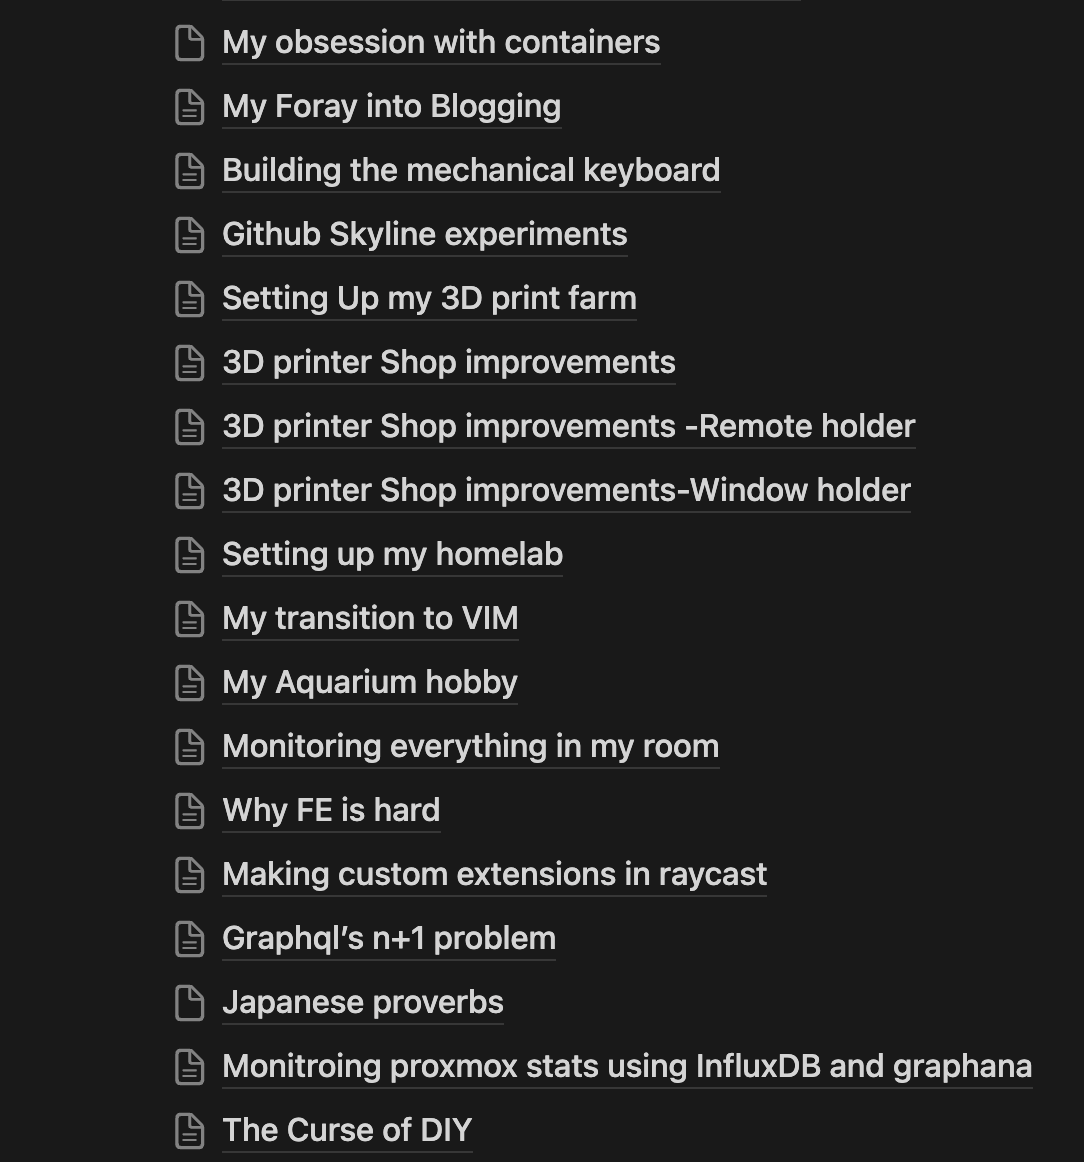 My obsession with containers
My Foray into Blogging
Building the mechanical keyboard
Github Skyline experiments
Setting Up my 3D print farm
3D printer Shop improvements
3D printer Shop improvements -Remote holder
3D printer Shop improvements-Window holder
Setting up my homelab
My transition to VIM
My Aquarium hobby
Monitoring everything in my room
Why FE is hard
Making custom extensions in raycast
Graphql’s n+1 problem
Japanese proverbs
Monitroing proxmox stats using InfluxDB and graphana
The Curse of DIY